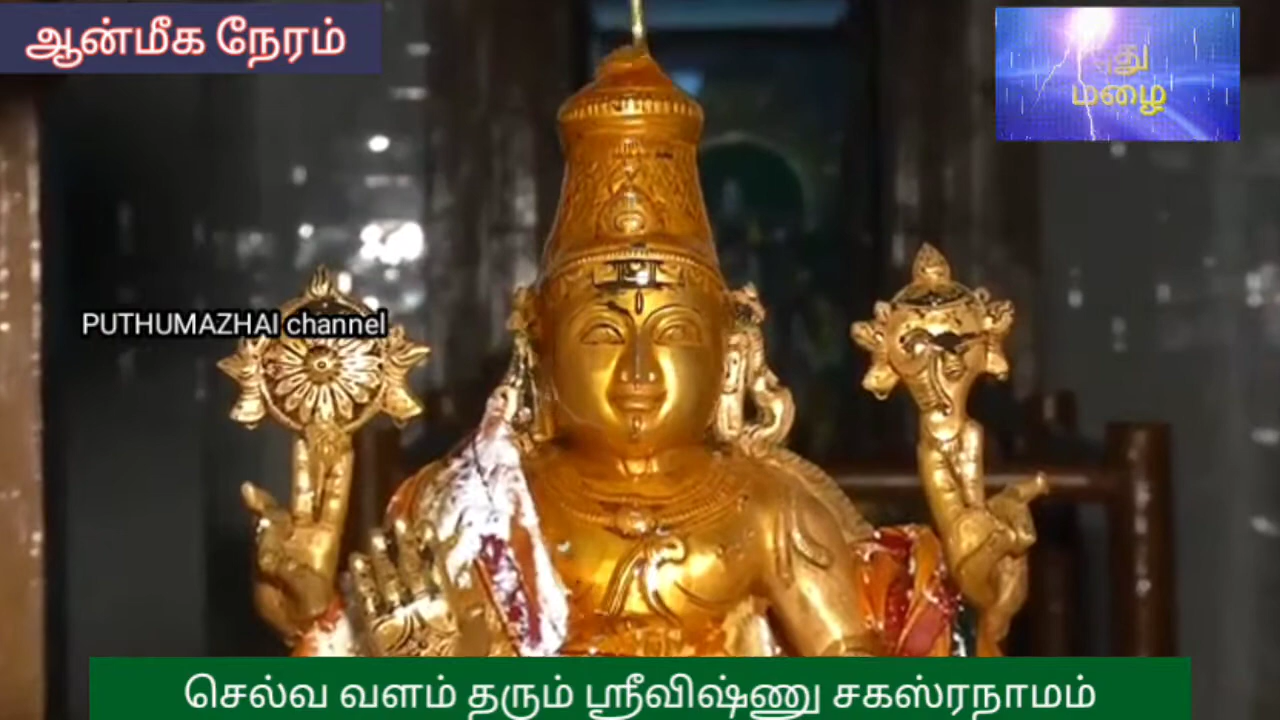 ஆன்மீக நேரம்
புது
மழை
PUTHUMAZHAI channel
செல்வ வளம் தரும் ஸ்ரீவிஷ்ணு சகஸ்ரநாமம்